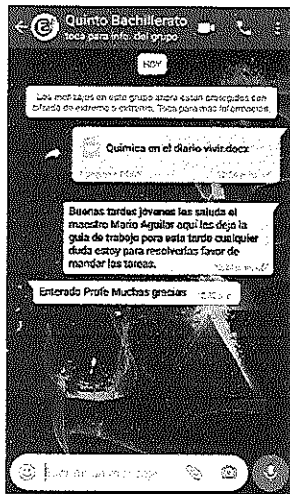 Quinto Bachillerato
toca para info. del grupo
HOY
Los mensajes en este grupo ahora están protegidos con
cifrado de extremo a extremo. Toca para más información.
Química en el diario vivir.docx
Buenas tardes jóvenes les saluda el
maestro Mario Aguilar aquí les dejo la
guía de trabajo para esta tarde cualquier
duda estoy para resolverlas favor de
mandar las tareas.
Enterado Profe Muchas gracias